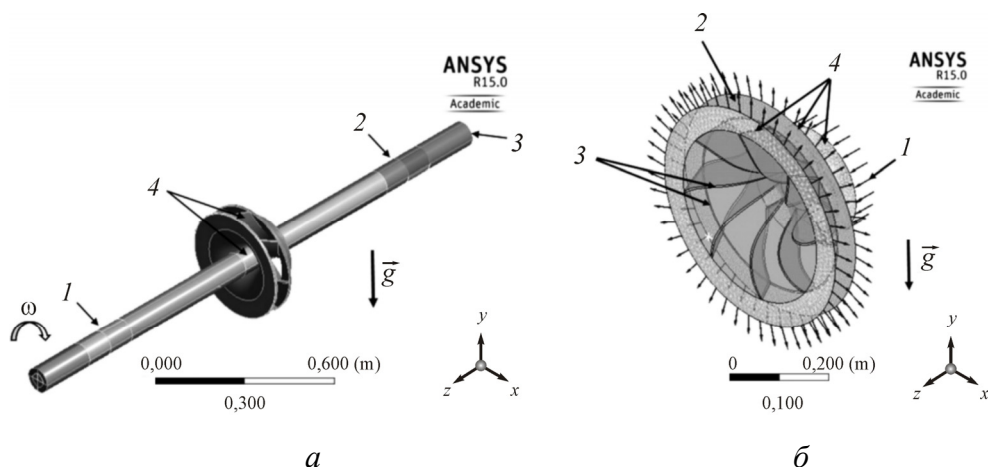 ANSYS
R15.0
Academic
2
3
4
1
ω
g
0,000
0,600 (m)
0,300
y
z
x
а
2
4
ANSYS
R15.0
Academic
1
3
g
0
0,200 (m)
0,100
y
z
x
б